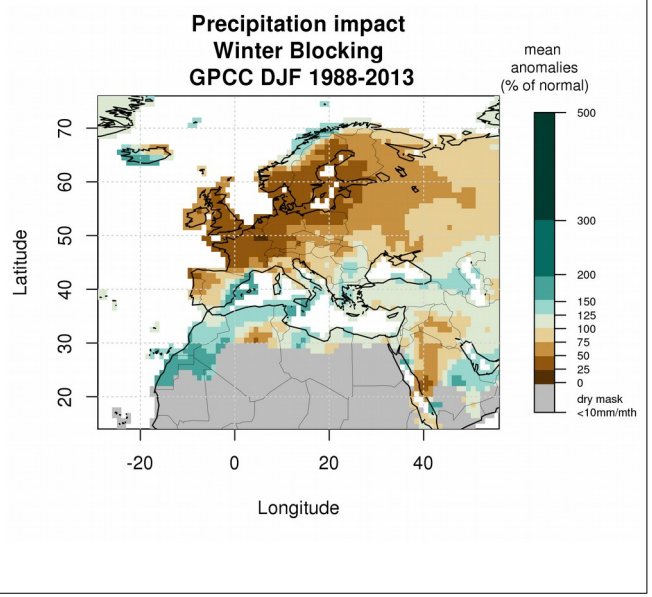 Precipitation impact
Winter Blocking
GPCC DJF 1988-2013
mean
anomalies
(% of normal)
500
300
200
150
125
100
75
50
25
0
dry mask
<10mm/mth
Latitude
70
60
50
40
30
20
-20 0 20 40
Longitude